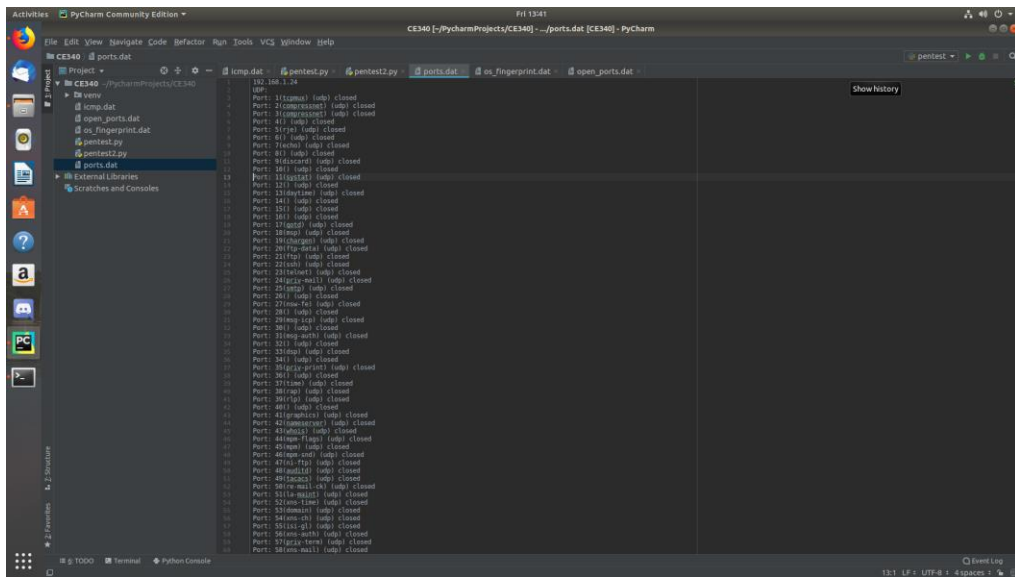 Activities PyCharm Community Edition Fri 13:41
CE340 [~/PycharmProjects/CE340] - .../ports.dat [CE340] - PyCharm
File Edit View Navigate Code Refactor Run Tools VCS Window Help
CE340 ports.dat pentest
Project icmp.dat pentest.py pentest2.py ports.dat os_fingerprint.dat open_ports.dat
CE340 ~/PycharmProjects/CE340
venv
icmp.dat
open_ports.dat
os_fingerprint.dat
pentest.py
pentest2.py
ports.dat
External Libraries
Scratches and Consoles
1: Project
Show history
192.168.1.24
UDP:
Port: 1(tcpmux) (udp) closed
Port: 2(compressnet) (udp) closed
Port: 3(compressnet) (udp) closed
Port: 4() (udp) closed
Port: 5(rje) (udp) closed
Port: 6() (udp) closed
Port: 7(echo) (udp) closed
Port: 8() (udp) closed
Port: 9(discard) (udp) closed
Port: 10() (udp) closed
Port: 11(systat) (udp) closed
Port: 12() (udp) closed
Port: 13(daytime) (udp) closed
Port: 14() (udp) closed
Port: 15() (udp) closed
Port: 16() (udp) closed
Port: 17(qotd) (udp) closed
Port: 18(msp) (udp) closed
Port: 19(chargen) (udp) closed
Port: 20(ftp-data) (udp) closed
Port: 21(ftp) (udp) closed
Port: 22(ssh) (udp) closed
Port: 23(telnet) (udp) closed
Port: 24(priv-mail) (udp) closed
Port: 25(smtp) (udp) closed
Port: 26() (udp) closed
Port: 27(nsw-fe) (udp) closed
Port: 28() (udp) closed
Port: 29(msg-icp) (udp) closed
Port: 30() (udp) closed
Port: 31(msg-auth) (udp) closed
Port: 32() (udp) closed
Port: 33(dsp) (udp) closed
Port: 34() (udp) closed
Port: 35(priv-print) (udp) closed
Port: 36() (udp) closed
Port: 37(time) (udp) closed
Port: 38(rap) (udp) closed
Port: 39(rlp) (udp) closed
Port: 40() (udp) closed
Port: 41(graphics) (udp) closed
Port: 42(nameserver) (udp) closed
Port: 43(whois) (udp) closed
Port: 44(mpm-flags) (udp) closed
Port: 45(mpm) (udp) closed
Port: 46(mpm-snd) (udp) closed
Port: 47(ni-ftp) (udp) closed
Port: 48(auditd) (udp) closed
Port: 49(tacacs) (udp) closed
Port: 50(re-mail-ck) (udp) closed
Port: 51(la-maint) (udp) closed
Port: 52(xns-time) (udp) closed
Port: 53(domain) (udp) closed
Port: 54(xns-ch) (udp) closed
Port: 55(isi-gl) (udp) closed
Port: 56(xns-auth) (udp) closed
Port: 57(priv-term) (udp) closed
Port: 58(xns-mail) (udp) closed
Z: Structure
2: Favorites
6: TODO Terminal Python Console Event Log
13:1 LF UTF-8 4 spaces